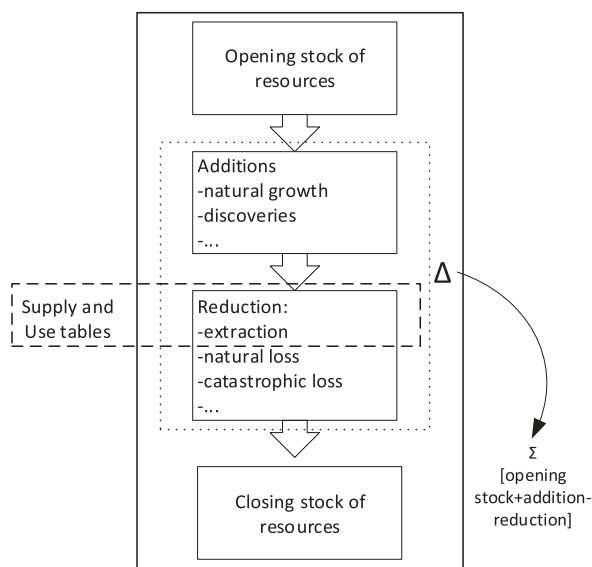 Opening stock of
resources
Additions
-natural growth
-discoveries
-...
Δ
Supply and
Use tables
Reduction:
-extraction
-natural loss
-catastrophic loss
-...
Σ
[opening
stock+addition-
reduction]
Closing stock of
resources